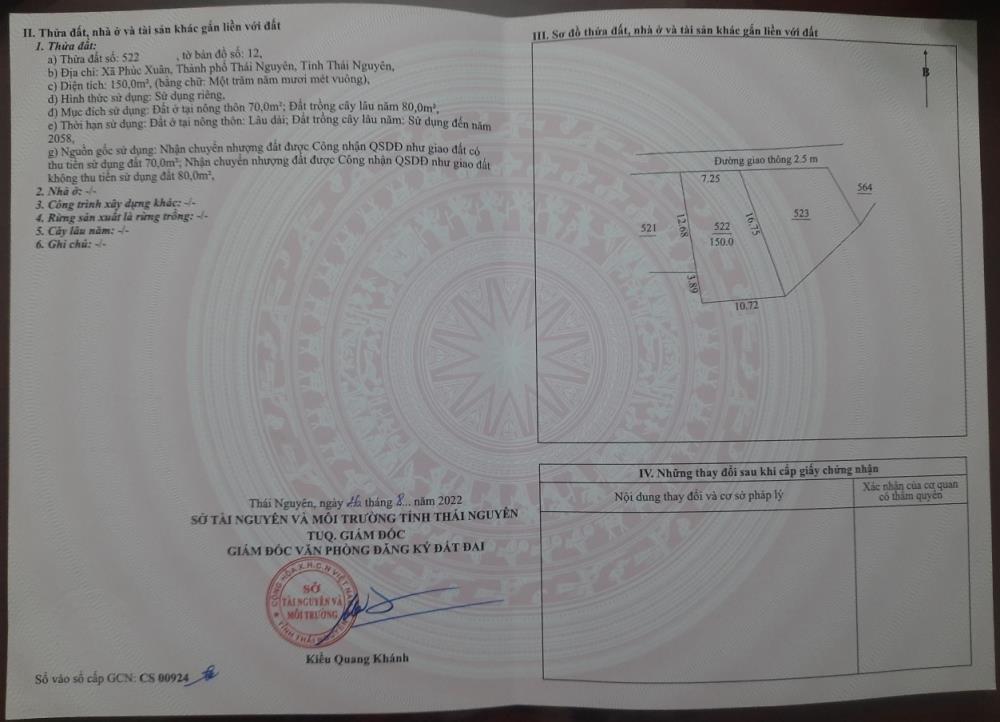 II. Thửa đất, nhà ở và tài sản khác gắn liền với đất
1. Thửa đất:
a) Thửa đất số: 522 , tờ bản đồ số: 12,
b) Địa chỉ: Xã Phúc Xuân, Thành phố Thái Nguyên, Tỉnh Thái Nguyên,
c) Diện tích: 150,0m², (bằng chữ: Một trăm năm mươi mét vuông),
d) Hình thức sử dụng: Sử dụng riêng,
đ) Mục đích sử dụng: Đất ở tại nông thôn 70,0m²; Đất trồng cây lâu năm 80,0m²,
e) Thời hạn sử dụng: Đất ở tại nông thôn: Lâu dài; Đất trồng cây lâu năm: Sử dụng đến năm
2058,
g) Nguồn gốc sử dụng: Nhận chuyển nhượng đất được Công nhận QSDĐ như giao đất có
thu tiền sử dụng đất 70,0m²; Nhận chuyển nhượng đất được Công nhận QSDĐ như giao đất
không thu tiền sử dụng đất 80,0m²,
2. Nhà ở: -/-
3. Công trình xây dựng khác: -/-
4. Rừng sản xuất là rừng trồng: -/-
5. Cây lâu năm: -/-
6. Ghi chú: -/-
Thái Nguyên, ngày 26 tháng 8... năm 2022
SỞ TÀI NGUYÊN VÀ MÔI TRƯỜNG TỈNH THÁI NGUYÊN
TUQ. GIÁM ĐỐC
GIÁM ĐỐC VĂN PHÒNG ĐĂNG KÝ ĐẤT ĐAI
CỘNG HÒA X.H.C.N VIỆT NAM
SỞ
TÀI NGUYÊN VÀ
MÔI TRƯỜNG
TỈNH THÁI NGUYÊN
Kiều Quang Khánh
Số vào sổ cấp GCN: CS 00924
III. Sơ đồ thửa đất, nhà ở và tài sản khác gắn liền với đất
B
Đường giao thông 2.5 m
7.25
564
521
12.68
522
150.0
16.75
523
3.89
10.72
IV. Những thay đổi sau khi cấp giấy chứng nhận
Nội dung thay đổi và cơ sở pháp lý
Xác nhận của cơ quan
có thẩm quyền